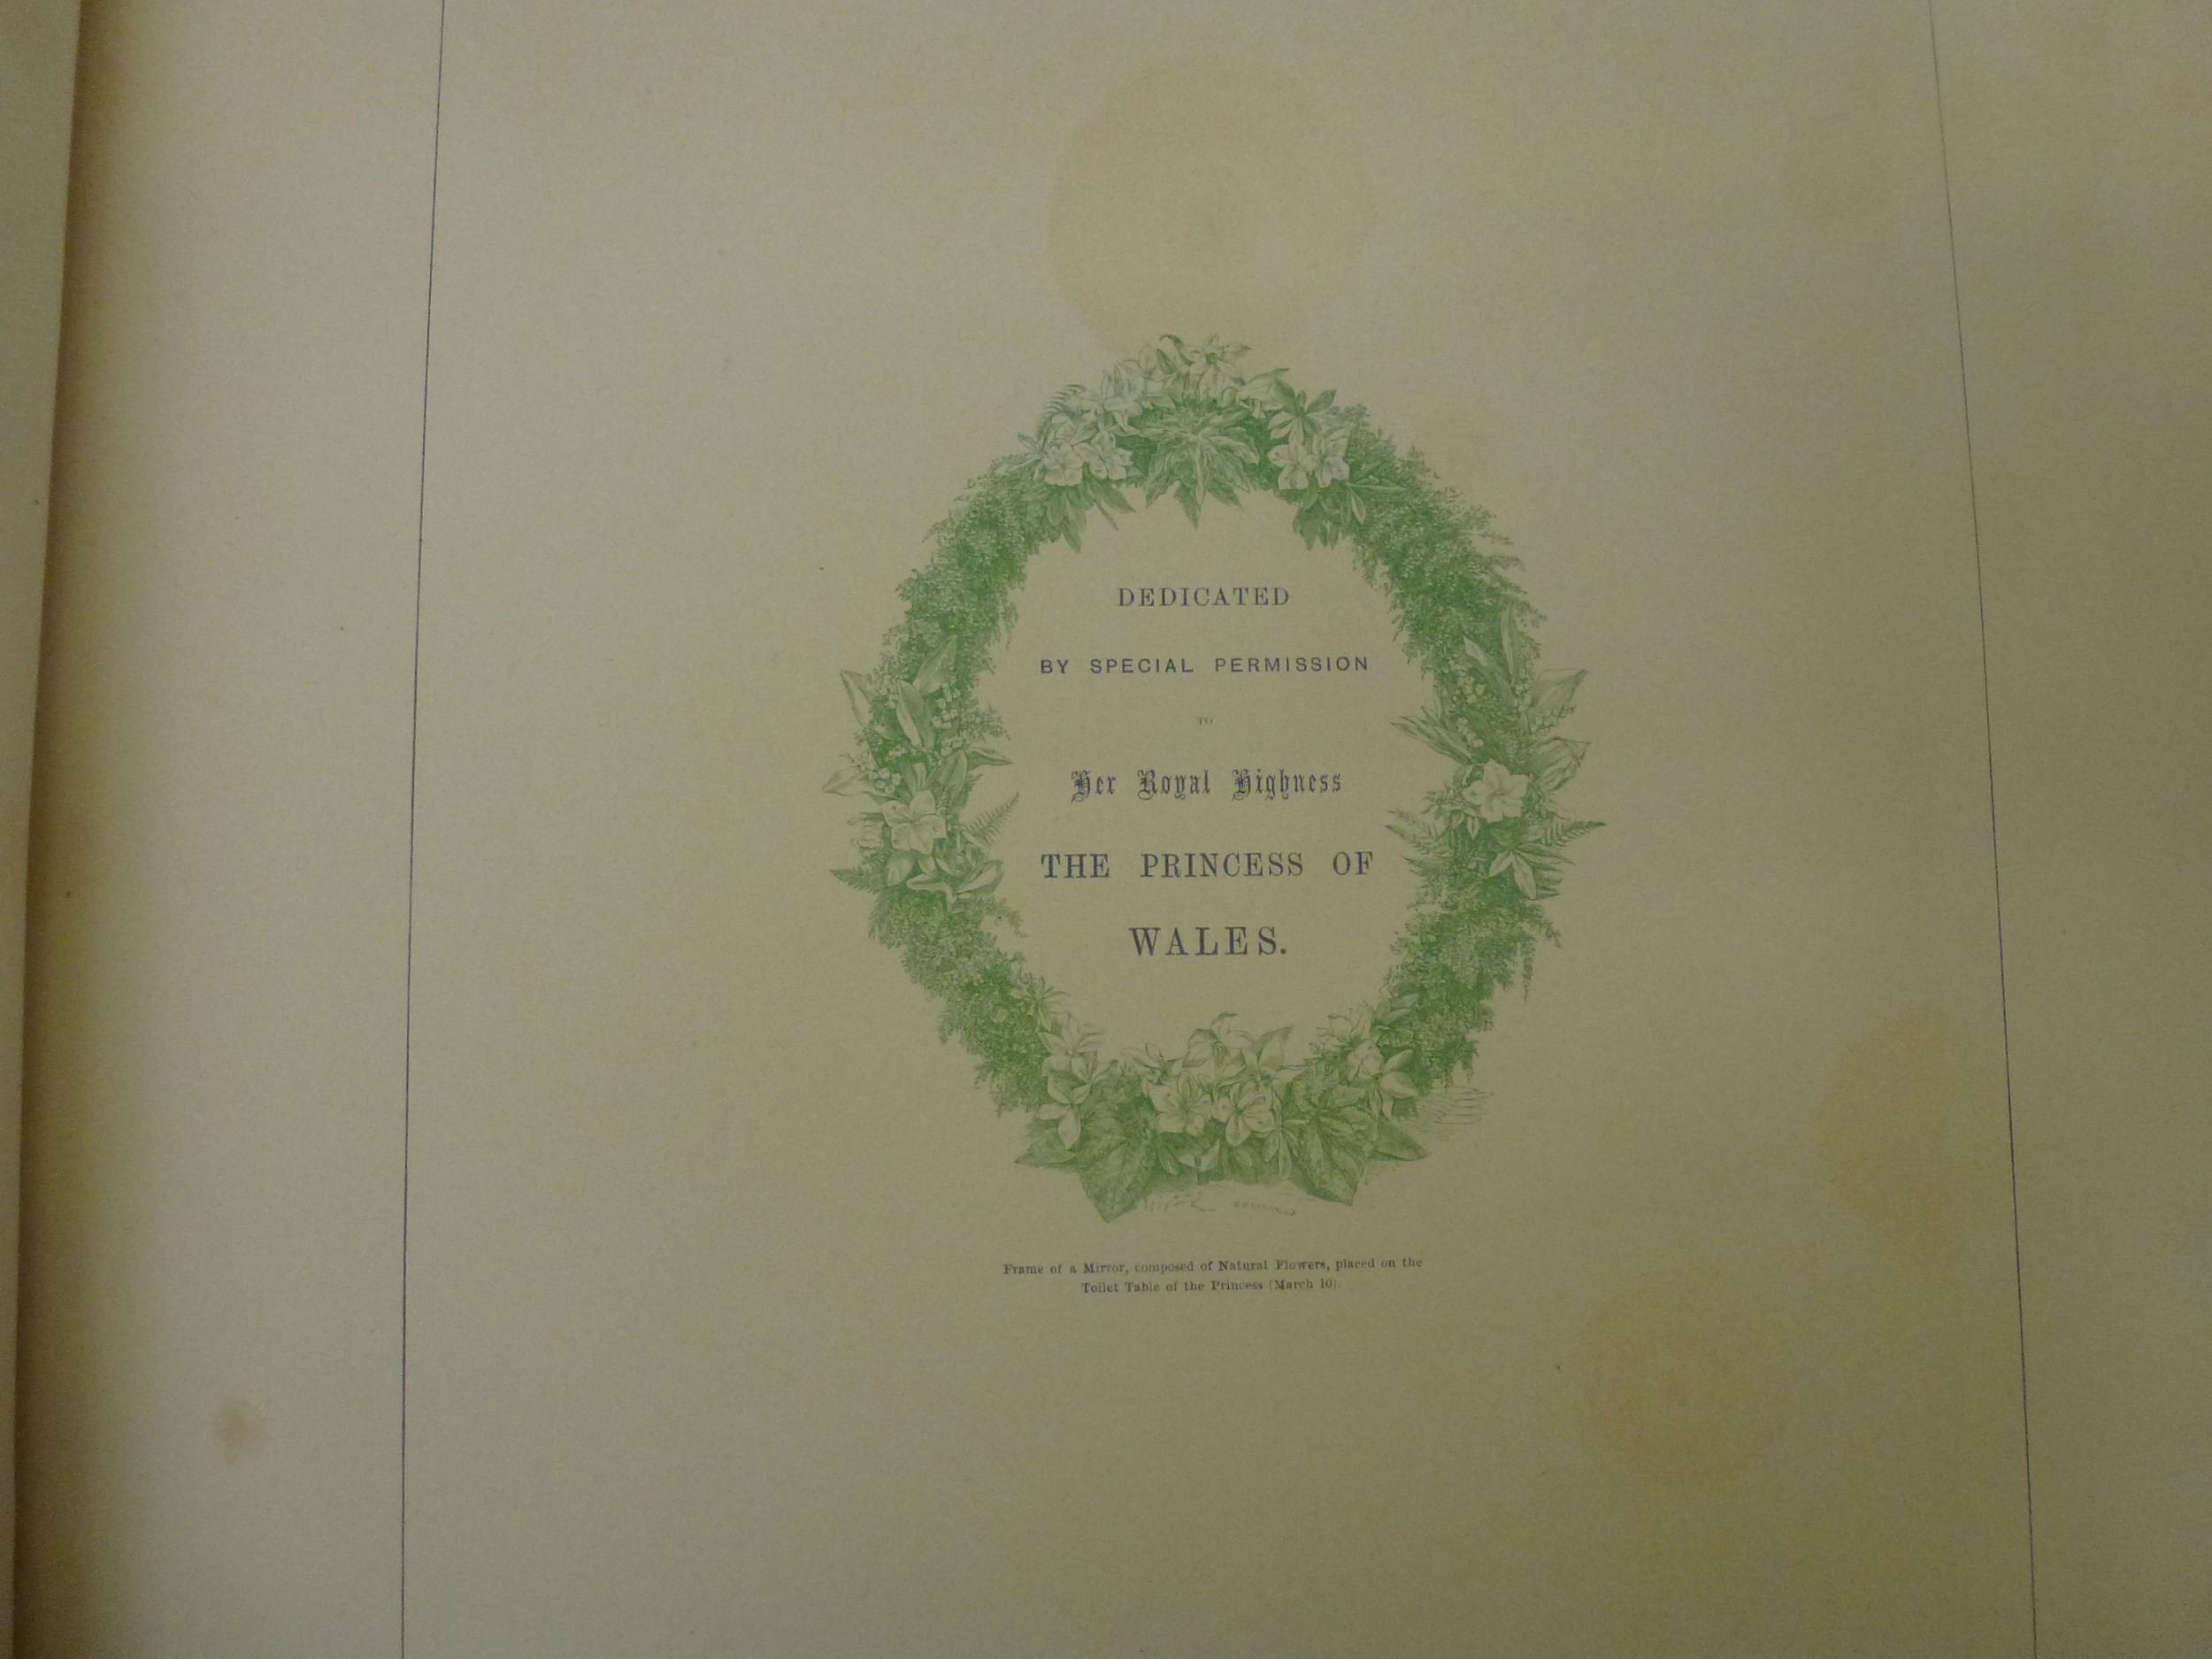 DEDICATED
BY SPECIAL PERMISSION
TO
Her Royal Highness
THE PRINCESS OF
WALES.
Frame of a Mirror, composed of Natural Flowers, placed on the
Toilet Table of the Princess (March 10).